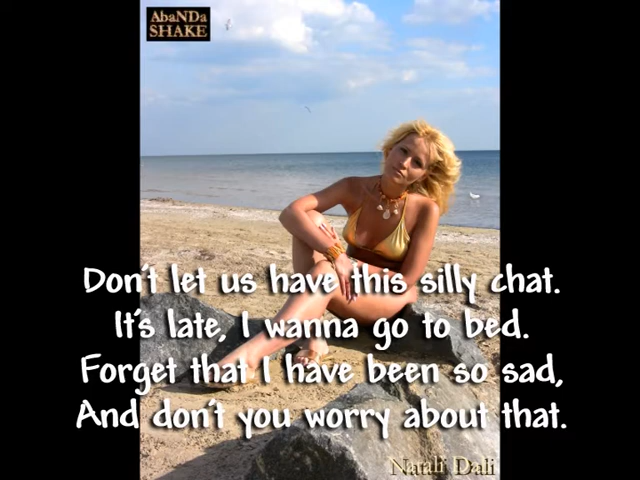 AbaNDa
SHAKE
Don't let us have this silly chat.
It's late, I wanna go to bed.
Forget that I have been so sad,
And don't you worry about that.
Natali Dali